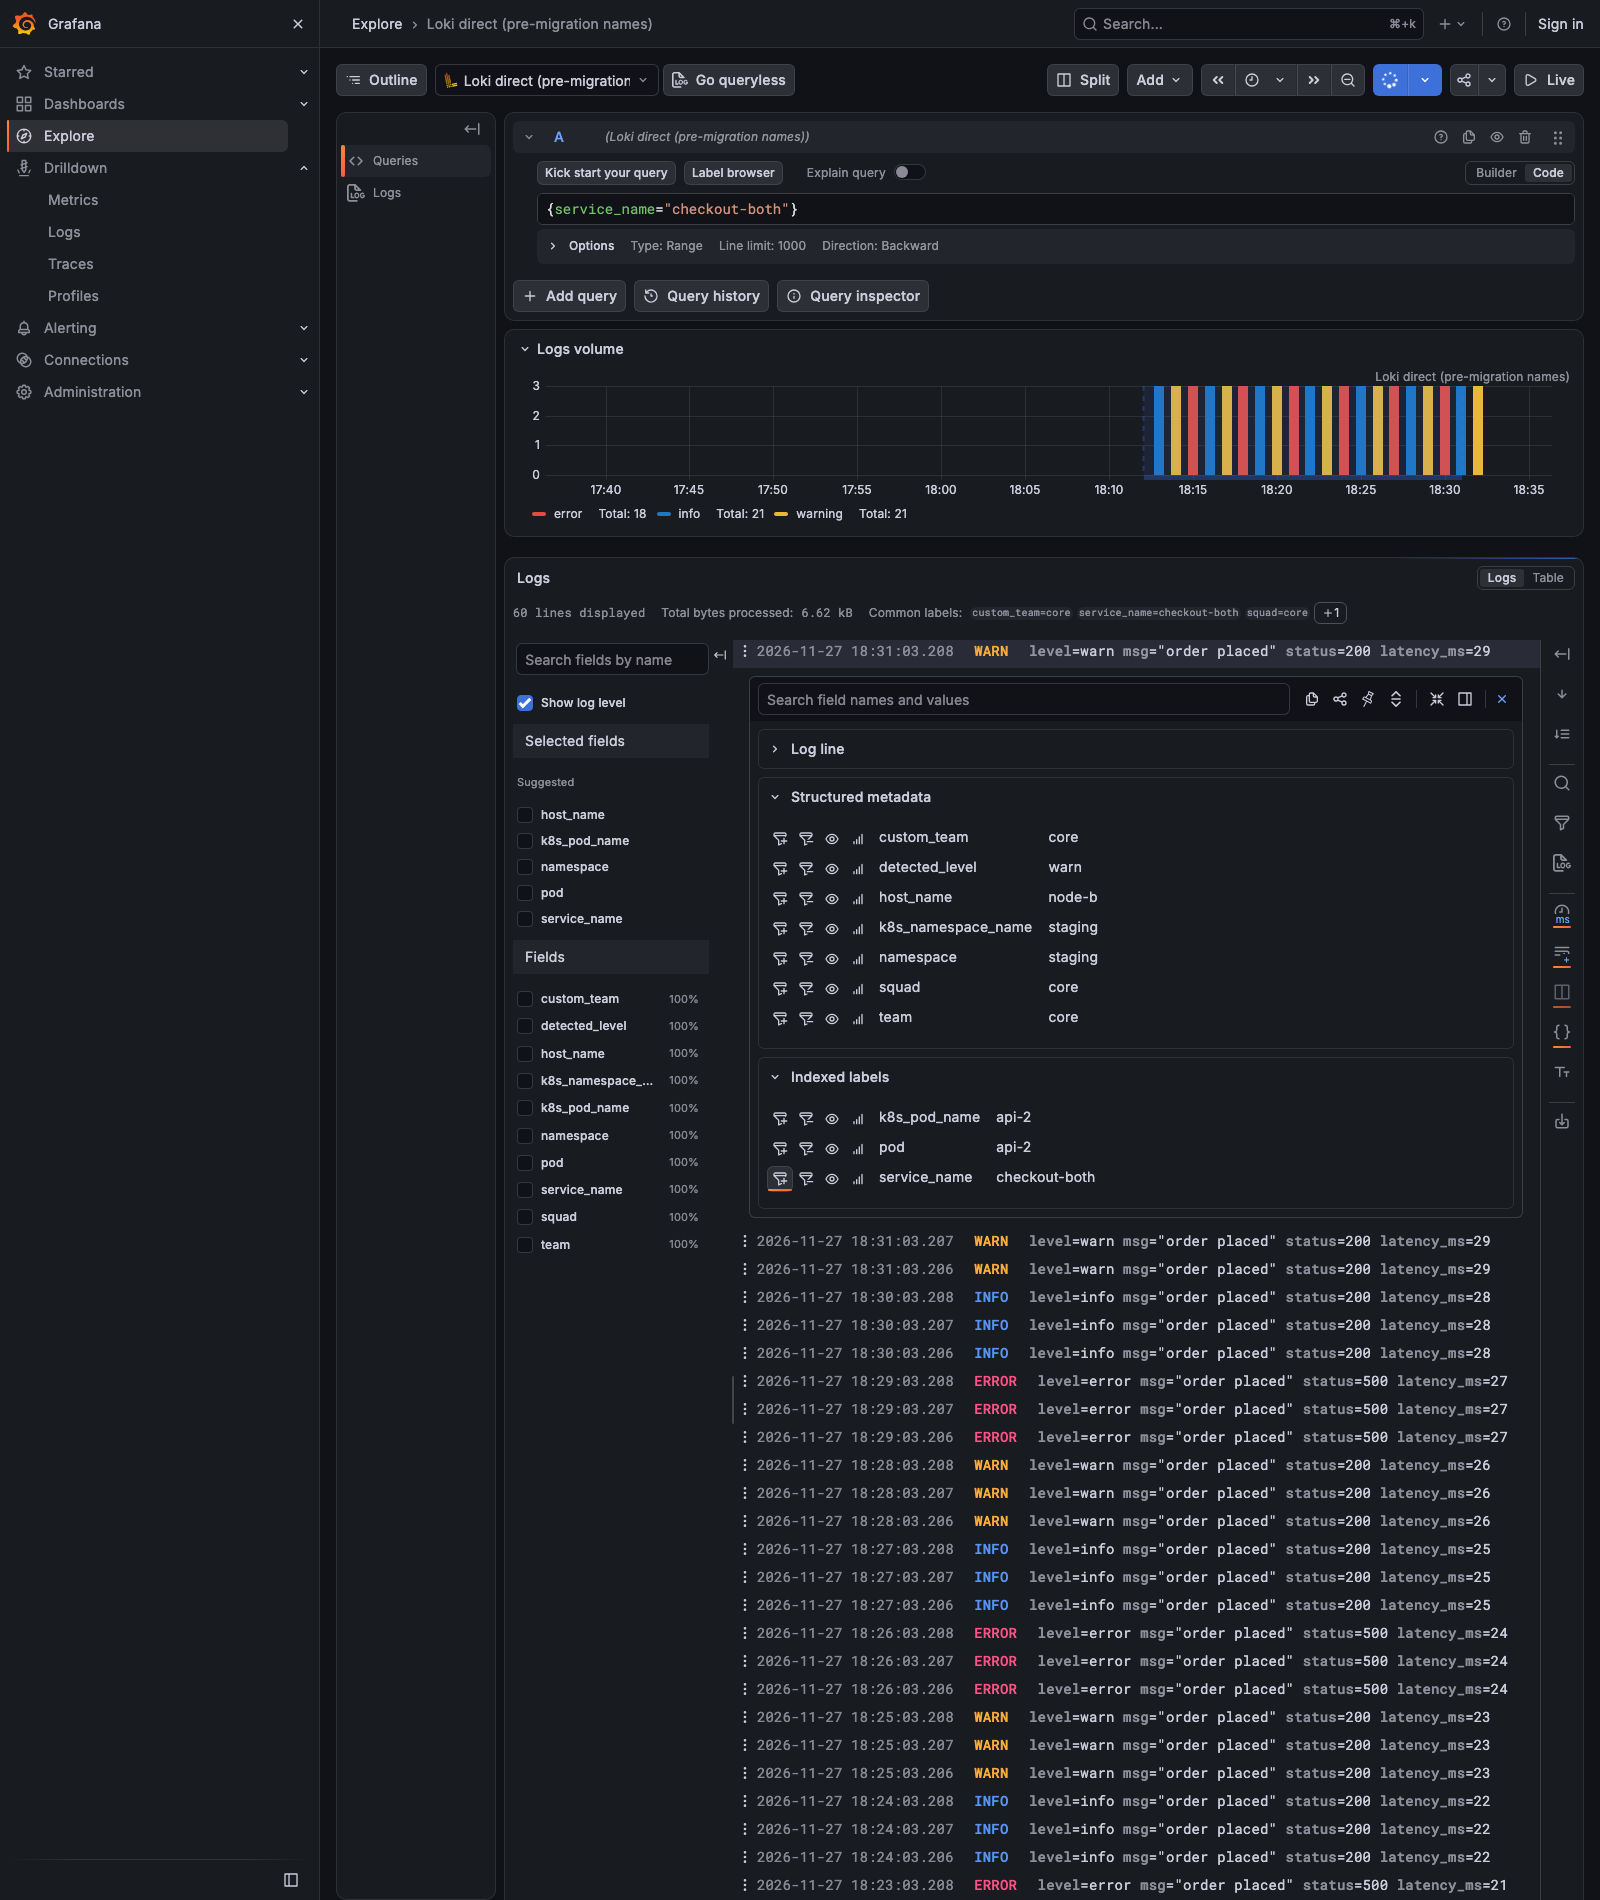 Grafana
Explore › Loki direct (pre-migration names)
Search...
⌘+k
Sign in
Starred
Dashboards
Explore
Drilldown
Metrics
Logs
Traces
Profiles
Alerting
Connections
Administration
Outline
Loki direct (pre-migration
Go queryless
Split
Add
Live
Queries
Logs
A (Loki direct (pre-migration names))
Kick start your query
Label browser
Explain query
Builder
Code
{service_name="checkout-both"}
Options Type: Range Line limit: 1000 Direction: Backward
+ Add query
Query history
Query inspector
Logs volume
Loki direct (pre-migration names)
3
2
1
0
17:40 17:45 17:50 17:55 18:00 18:05 18:10 18:15 18:20 18:25 18:30 18:35
error Total: 18 info Total: 21 warning Total: 21
Logs
Logs
Table
60 lines displayed Total bytes processed: 6.62 kB Common labels: custom_team=core service_name=checkout-both squad=core +1
Search fields by name
Show log level
Selected fields
Suggested
host_name
k8s_pod_name
namespace
pod
service_name
Fields
custom_team 100%
detected_level 100%
host_name 100%
k8s_namespace_... 100%
k8s_pod_name 100%
namespace 100%
pod 100%
service_name 100%
squad 100%
team 100%
2026-11-27 18:31:03.208 WARN level=warn msg="order placed" status=200 latency_ms=29
Search field names and values
Log line
Structured metadata
custom_team core
detected_level warn
host_name node-b
k8s_namespace_name staging
namespace staging
squad core
team core
Indexed labels
k8s_pod_name api-2
pod api-2
service_name checkout-both
2026-11-27 18:31:03.207 WARN level=warn msg="order placed" status=200 latency_ms=29
2026-11-27 18:31:03.206 WARN level=warn msg="order placed" status=200 latency_ms=29
2026-11-27 18:30:03.208 INFO level=info msg="order placed" status=200 latency_ms=28
2026-11-27 18:30:03.207 INFO level=info msg="order placed" status=200 latency_ms=28
2026-11-27 18:30:03.206 INFO level=info msg="order placed" status=200 latency_ms=28
2026-11-27 18:29:03.208 ERROR level=error msg="order placed" status=500 latency_ms=27
2026-11-27 18:29:03.207 ERROR level=error msg="order placed" status=500 latency_ms=27
2026-11-27 18:29:03.206 ERROR level=error msg="order placed" status=500 latency_ms=27
2026-11-27 18:28:03.208 WARN level=warn msg="order placed" status=200 latency_ms=26
2026-11-27 18:28:03.207 WARN level=warn msg="order placed" status=200 latency_ms=26
2026-11-27 18:28:03.206 WARN level=warn msg="order placed" status=200 latency_ms=26
2026-11-27 18:27:03.208 INFO level=info msg="order placed" status=200 latency_ms=25
2026-11-27 18:27:03.207 INFO level=info msg="order placed" status=200 latency_ms=25
2026-11-27 18:27:03.206 INFO level=info msg="order placed" status=200 latency_ms=25
2026-11-27 18:26:03.208 ERROR level=error msg="order placed" status=500 latency_ms=24
2026-11-27 18:26:03.207 ERROR level=error msg="order placed" status=500 latency_ms=24
2026-11-27 18:26:03.206 ERROR level=error msg="order placed" status=500 latency_ms=24
2026-11-27 18:25:03.208 WARN level=warn msg="order placed" status=200 latency_ms=23
2026-11-27 18:25:03.207 WARN level=warn msg="order placed" status=200 latency_ms=23
2026-11-27 18:25:03.206 WARN level=warn msg="order placed" status=200 latency_ms=23
2026-11-27 18:24:03.208 INFO level=info msg="order placed" status=200 latency_ms=22
2026-11-27 18:24:03.207 INFO level=info msg="order placed" status=200 latency_ms=22
2026-11-27 18:24:03.206 INFO level=info msg="order placed" status=200 latency_ms=22
2026-11-27 18:23:03.208 ERROR level=error msg="order placed" status=500 latency_ms=21
LOG
ms
Tт